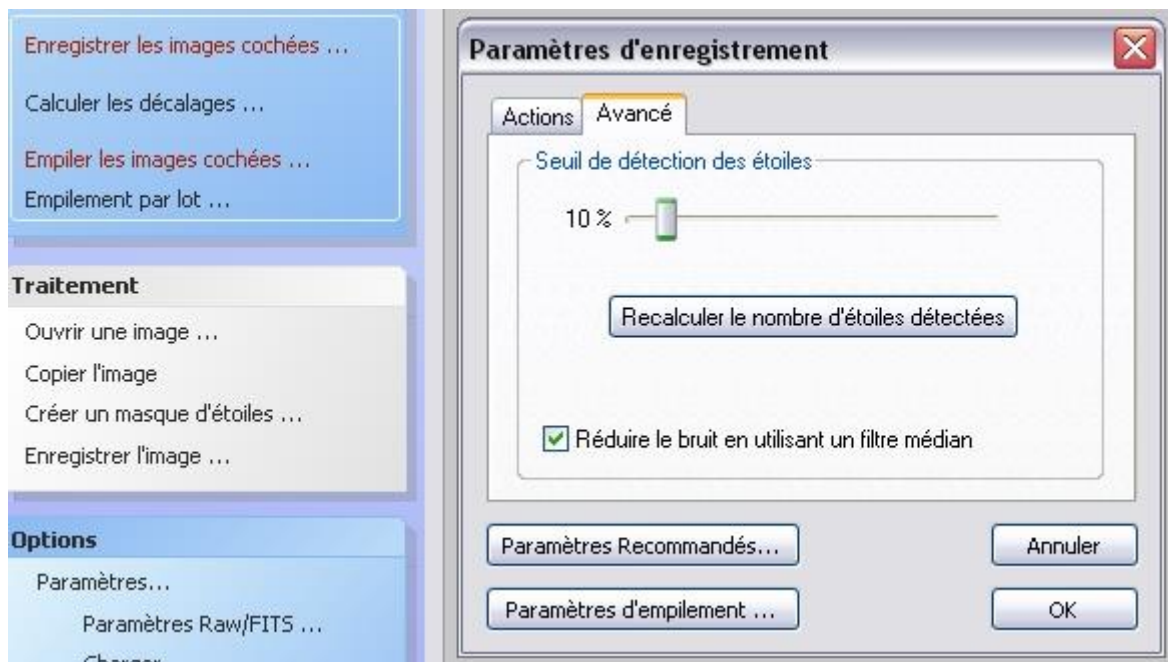 Enregistrer les images cochées ...
Calculer les décalages ...
Empiler les images cochées ...
Empilement par lot ...
Traitement
Ouvrir une image ...
Copier l'image
Créer un masque d'étoiles ...
Enregistrer l'image ...
Options
Paramètres...
Paramètres Raw/FITS ...
Paramètres d'enregistrement
Actions
Avancé
Seuil de détection des étoiles
10 %
Recalculer le nombre d'étoiles détectées
Réduire le bruit en utilisant un filtre médian
Paramètres Recommandés...
Annuler
Paramètres d'empilement ...
OK